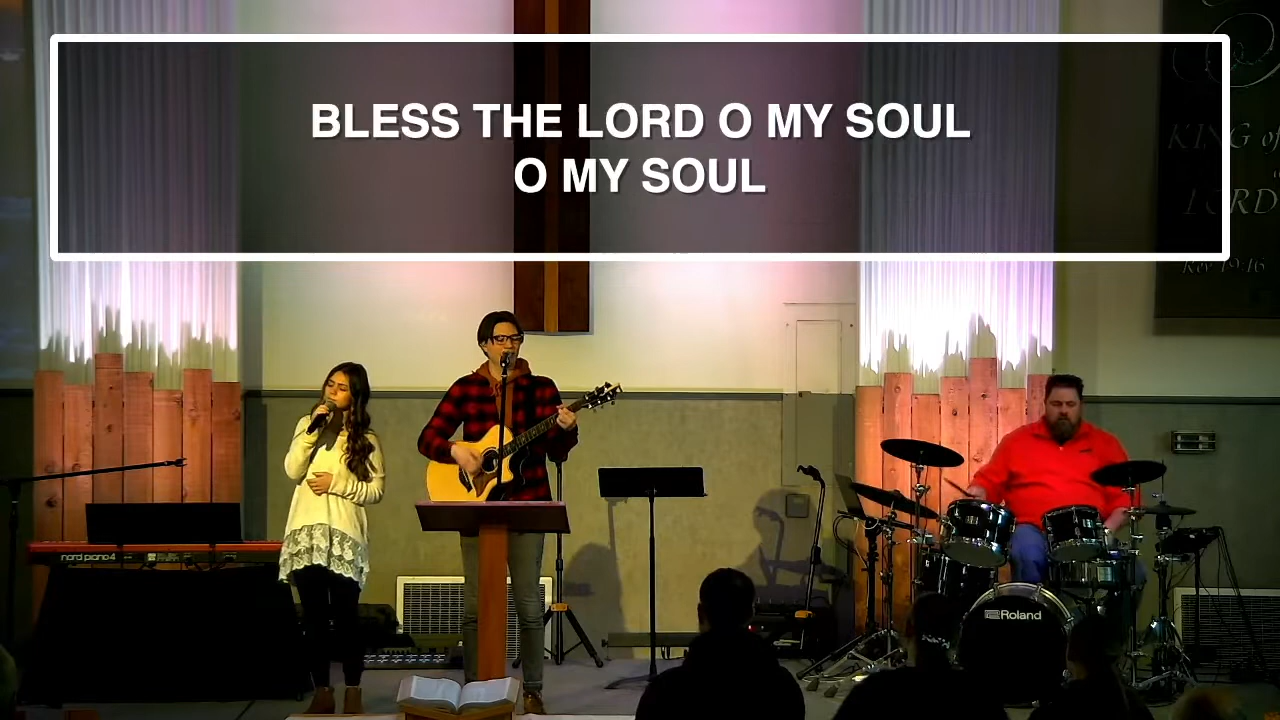 BLESS THE LORD O MY SOUL
O MY SOUL
KING of
LORD
Rev 19:16
nord piano 4
Roland